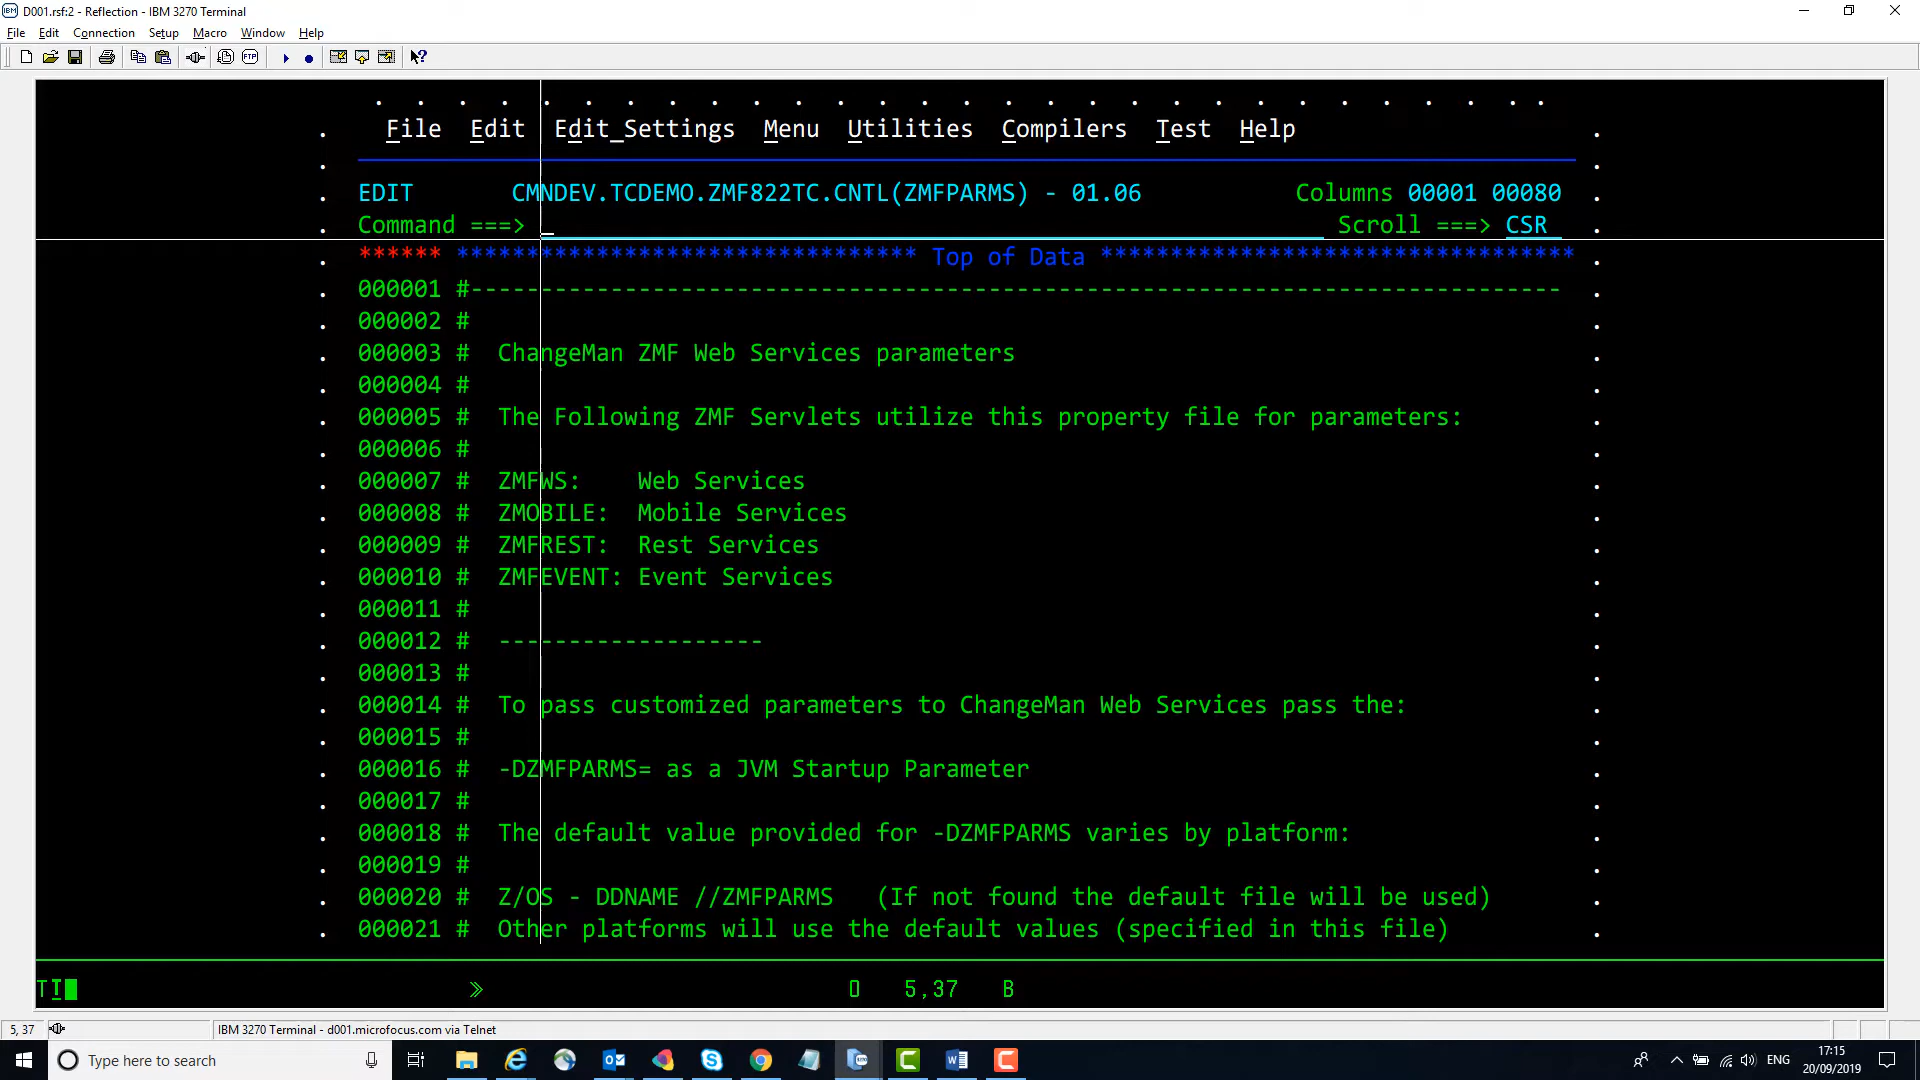 D001.rsf:2 - Reflection - IBM 3270 Terminal
File Edit Connection Setup Macro Window Help
File Edit Edit_Settings Menu Utilities Compilers Test Help
EDIT CMNDEV.TCDEMO.ZMF822TC.CNTL(ZMFPARMS) - 01.06 Columns 00001 00080
Command ===> _ Scroll ===> CSR
****** ********************************* Top of Data **********************************
000001 #------------------------------------------------------------------------------
000002 #
000003 # ChangeMan ZMF Web Services parameters
000004 #
000005 # The Following ZMF Servlets utilize this property file for parameters:
000006 #
000007 # ZMFWS: Web Services
000008 # ZMOBILE: Mobile Services
000009 # ZMFREST: Rest Services
000010 # ZMFEVENT: Event Services
000011 #
000012 # -------------------
000013 #
000014 # To pass customized parameters to ChangeMan Web Services pass the:
000015 #
000016 # -DZMFPARMS= as a JVM Startup Parameter
000017 #
000018 # The default value provided for -DZMFPARMS varies by platform:
000019 #
000020 # Z/OS - DDNAME //ZMFPARMS (If not found the default file will be used)
000021 # Other platforms will use the default values (specified in this file)
5,37 B
5, 37 IBM 3270 Terminal - d001.microfocus.com via Telnet
Type here to search ENG 17:15
20/09/2019